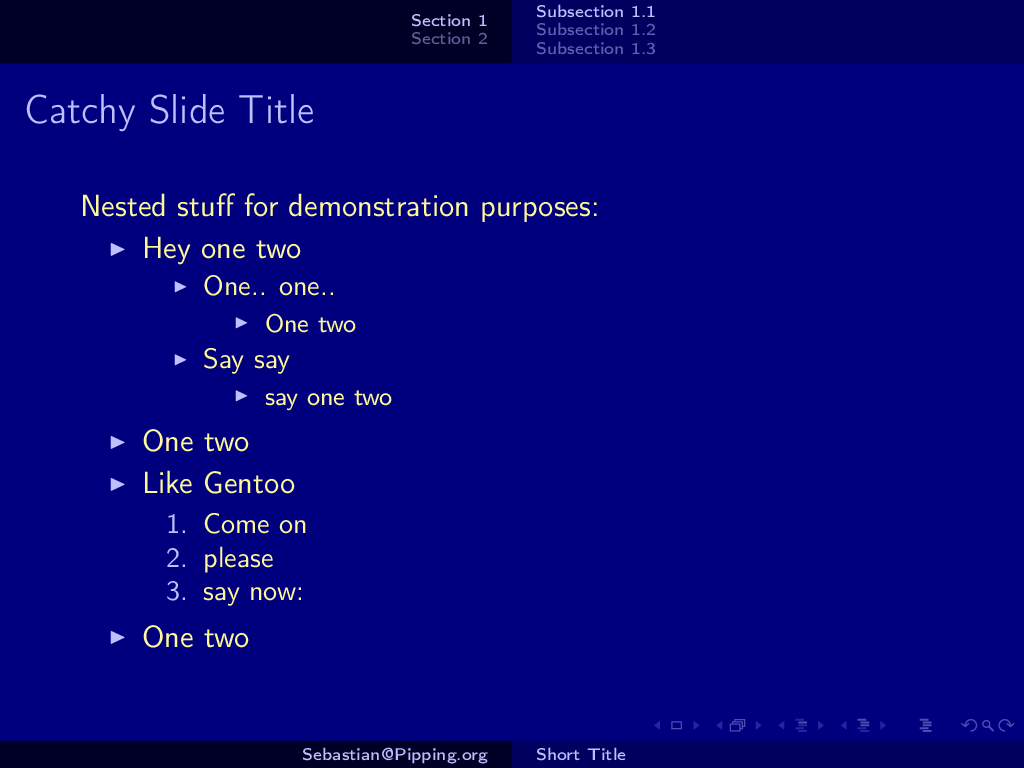 Section 1
Section 2
Subsection 1.1
Subsection 1.2
Subsection 1.3
Catchy Slide Title
Nested stuff for demonstration purposes:
Hey one two
One.. one..
One two
Say say
say one two
One two
Like Gentoo
1. Come on
2. please
3. say now:
One two
Sebastian@Pipping.org
Short Title